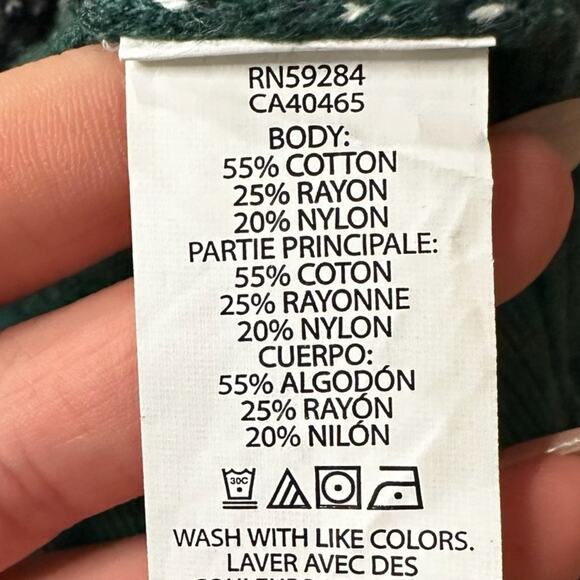 RN59284
CA40465
BODY:
55% COTTON
25% RAYON
20% NYLON
PARTIE PRINCIPALE:
55% COTON
25% RAYONNE
20% NYLON
CUERPO:
55% ALGODÓN
25% RAYÓN
20% NILÓN
30C
WASH WITH LIKE COLORS.
LAVER AVEC DES